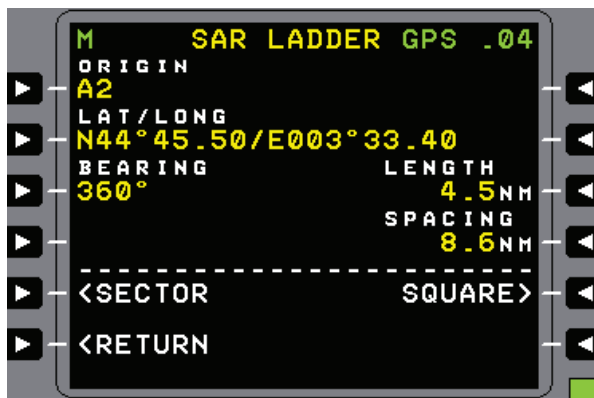 M SAR LADDER GPS .04
ORIGIN
A2
LAT/LONG
N44°45.50/E003°33.40
BEARING LENGTH
360° 4.5NM
SPACING
8.6NM
<SECTOR SQUARE>
<RETURN